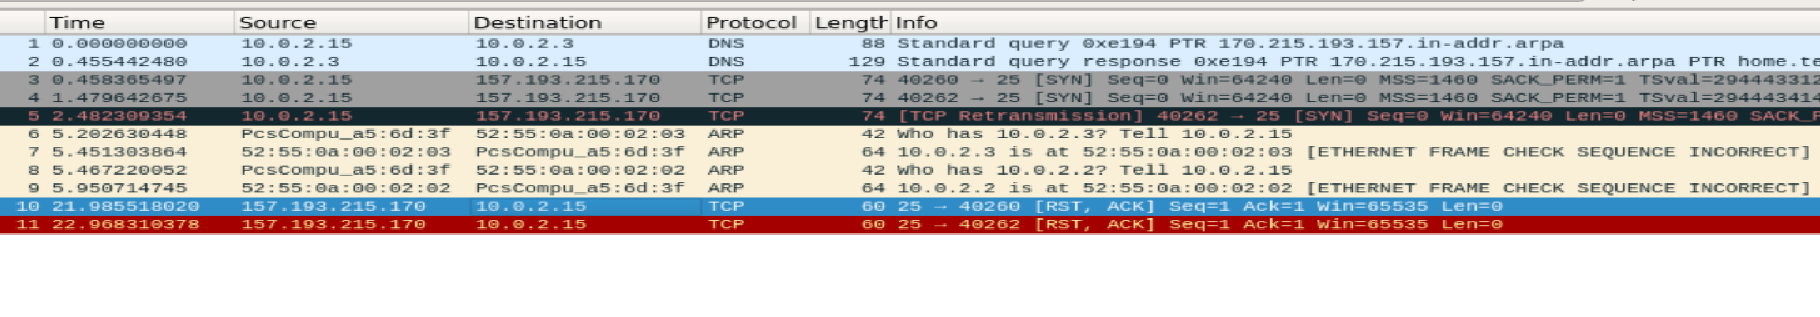 Time Source Destination Protocol Length Info
1 0.000000000 10.0.2.15 10.0.2.3 DNS 88 Standard query 0xe194 PTR 170.215.193.157.in-addr.arpa
2 0.455442480 10.0.2.3 10.0.2.15 DNS 129 Standard query response 0xe194 PTR 170.215.193.157.in-addr.arpa PTR home.te
3 0.458365497 10.0.2.15 157.193.215.170 TCP 74 40260 → 25 [SYN] Seq=0 Win=64240 Len=0 MSS=1460 SACK_PERM=1 TSval=294443312
4 1.479642675 10.0.2.15 157.193.215.170 TCP 74 40262 → 25 [SYN] Seq=0 Win=64240 Len=0 MSS=1460 SACK_PERM=1 TSval=294443414
5 2.482309354 10.0.2.15 157.193.215.170 TCP 74 [TCP Retransmission] 40262 → 25 [SYN] Seq=0 Win=64240 Len=0 MSS=1460 SACK_P
6 5.202630448 PcsCompu_a5:6d:3f 52:55:0a:00:02:03 ARP 42 Who has 10.0.2.3? Tell 10.0.2.15
7 5.451303864 52:55:0a:00:02:03 PcsCompu_a5:6d:3f ARP 64 10.0.2.3 is at 52:55:0a:00:02:03 [ETHERNET FRAME CHECK SEQUENCE INCORRECT]
8 5.467220052 PcsCompu_a5:6d:3f 52:55:0a:00:02:02 ARP 42 Who has 10.0.2.2? Tell 10.0.2.15
9 5.950714745 52:55:0a:00:02:02 PcsCompu_a5:6d:3f ARP 64 10.0.2.2 is at 52:55:0a:00:02:02 [ETHERNET FRAME CHECK SEQUENCE INCORRECT]
10 21.985518020 157.193.215.170 10.0.2.15 TCP 60 25 → 40260 [RST, ACK] Seq=1 Ack=1 Win=65535 Len=0
11 22.968310378 157.193.215.170 10.0.2.15 TCP 60 25 → 40262 [RST, ACK] Seq=1 Ack=1 Win=65535 Len=0